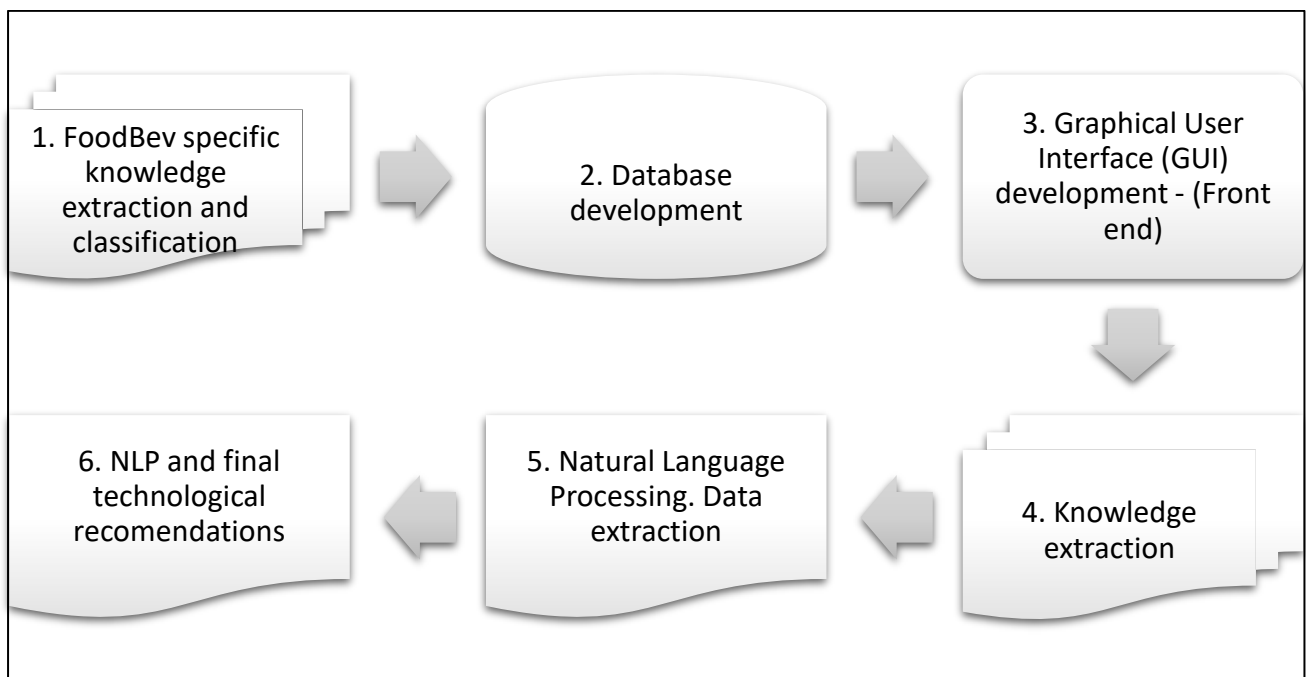 1. FoodBev specific
knowledge
extraction and
classification
2. Database
development
3. Graphical User
Interface (GUI)
development - (Front
end)
4. Knowledge
extraction
5. Natural Language
Processing. Data
extraction
6. NLP and final
technological
recomendations